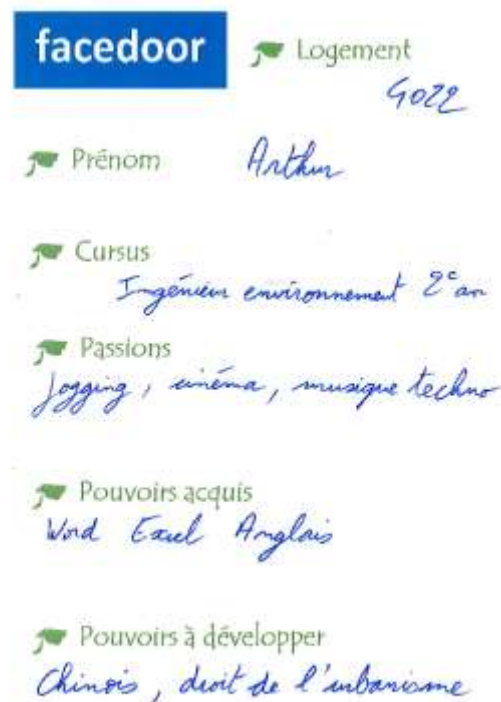 facedoor Logement
4022
Prénom Arthur
Cursus
Ingénieur environnement 2e an
Passions
Jogging, cinéma, musique techno
Pouvoirs acquis
Word Excel Anglais
Pouvoirs à développer
Chinois, droit de l'urbanisme